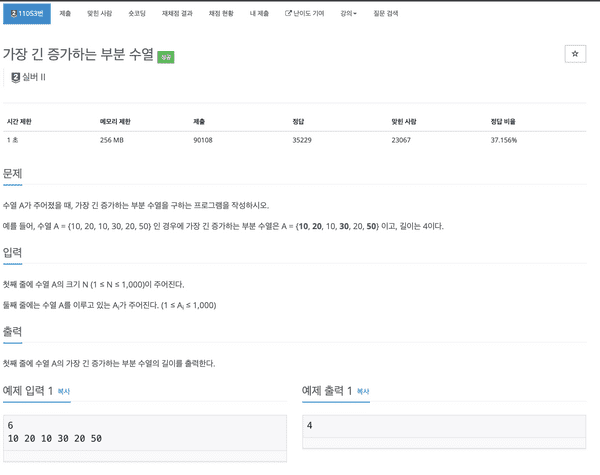 11053번 제출 맞힌 사람 숏코딩 재채점 결과 채점 현황 내 제출 난이도 기여 강의 질문 검색
가장 긴 증가하는 부분 수열 성공
2 실버 II
시간 제한 메모리 제한 제출 정답 맞힌 사람 정답 비율
1 초 256 MB 90108 35229 23067 37.156%
문제
수열 A가 주어졌을 때, 가장 긴 증가하는 부분 수열을 구하는 프로그램을 작성하시오.
예를 들어, 수열 A = {10, 20, 10, 30, 20, 50} 인 경우에 가장 긴 증가하는 부분 수열은 A = {10, 20, 10, 30, 20, 50} 이고, 길이는 4이다.
입력
첫째 줄에 수열 A의 크기 N (1 ≤ N ≤ 1,000)이 주어진다.
둘째 줄에는 수열 A를 이루고 있는 Aᵢ가 주어진다. (1 ≤ Aᵢ ≤ 1,000)
출력
첫째 줄에 수열 A의 가장 긴 증가하는 부분 수열의 길이를 출력한다.
예제 입력 1 복사
6
10 20 10 30 20 50
예제 출력 1 복사
4